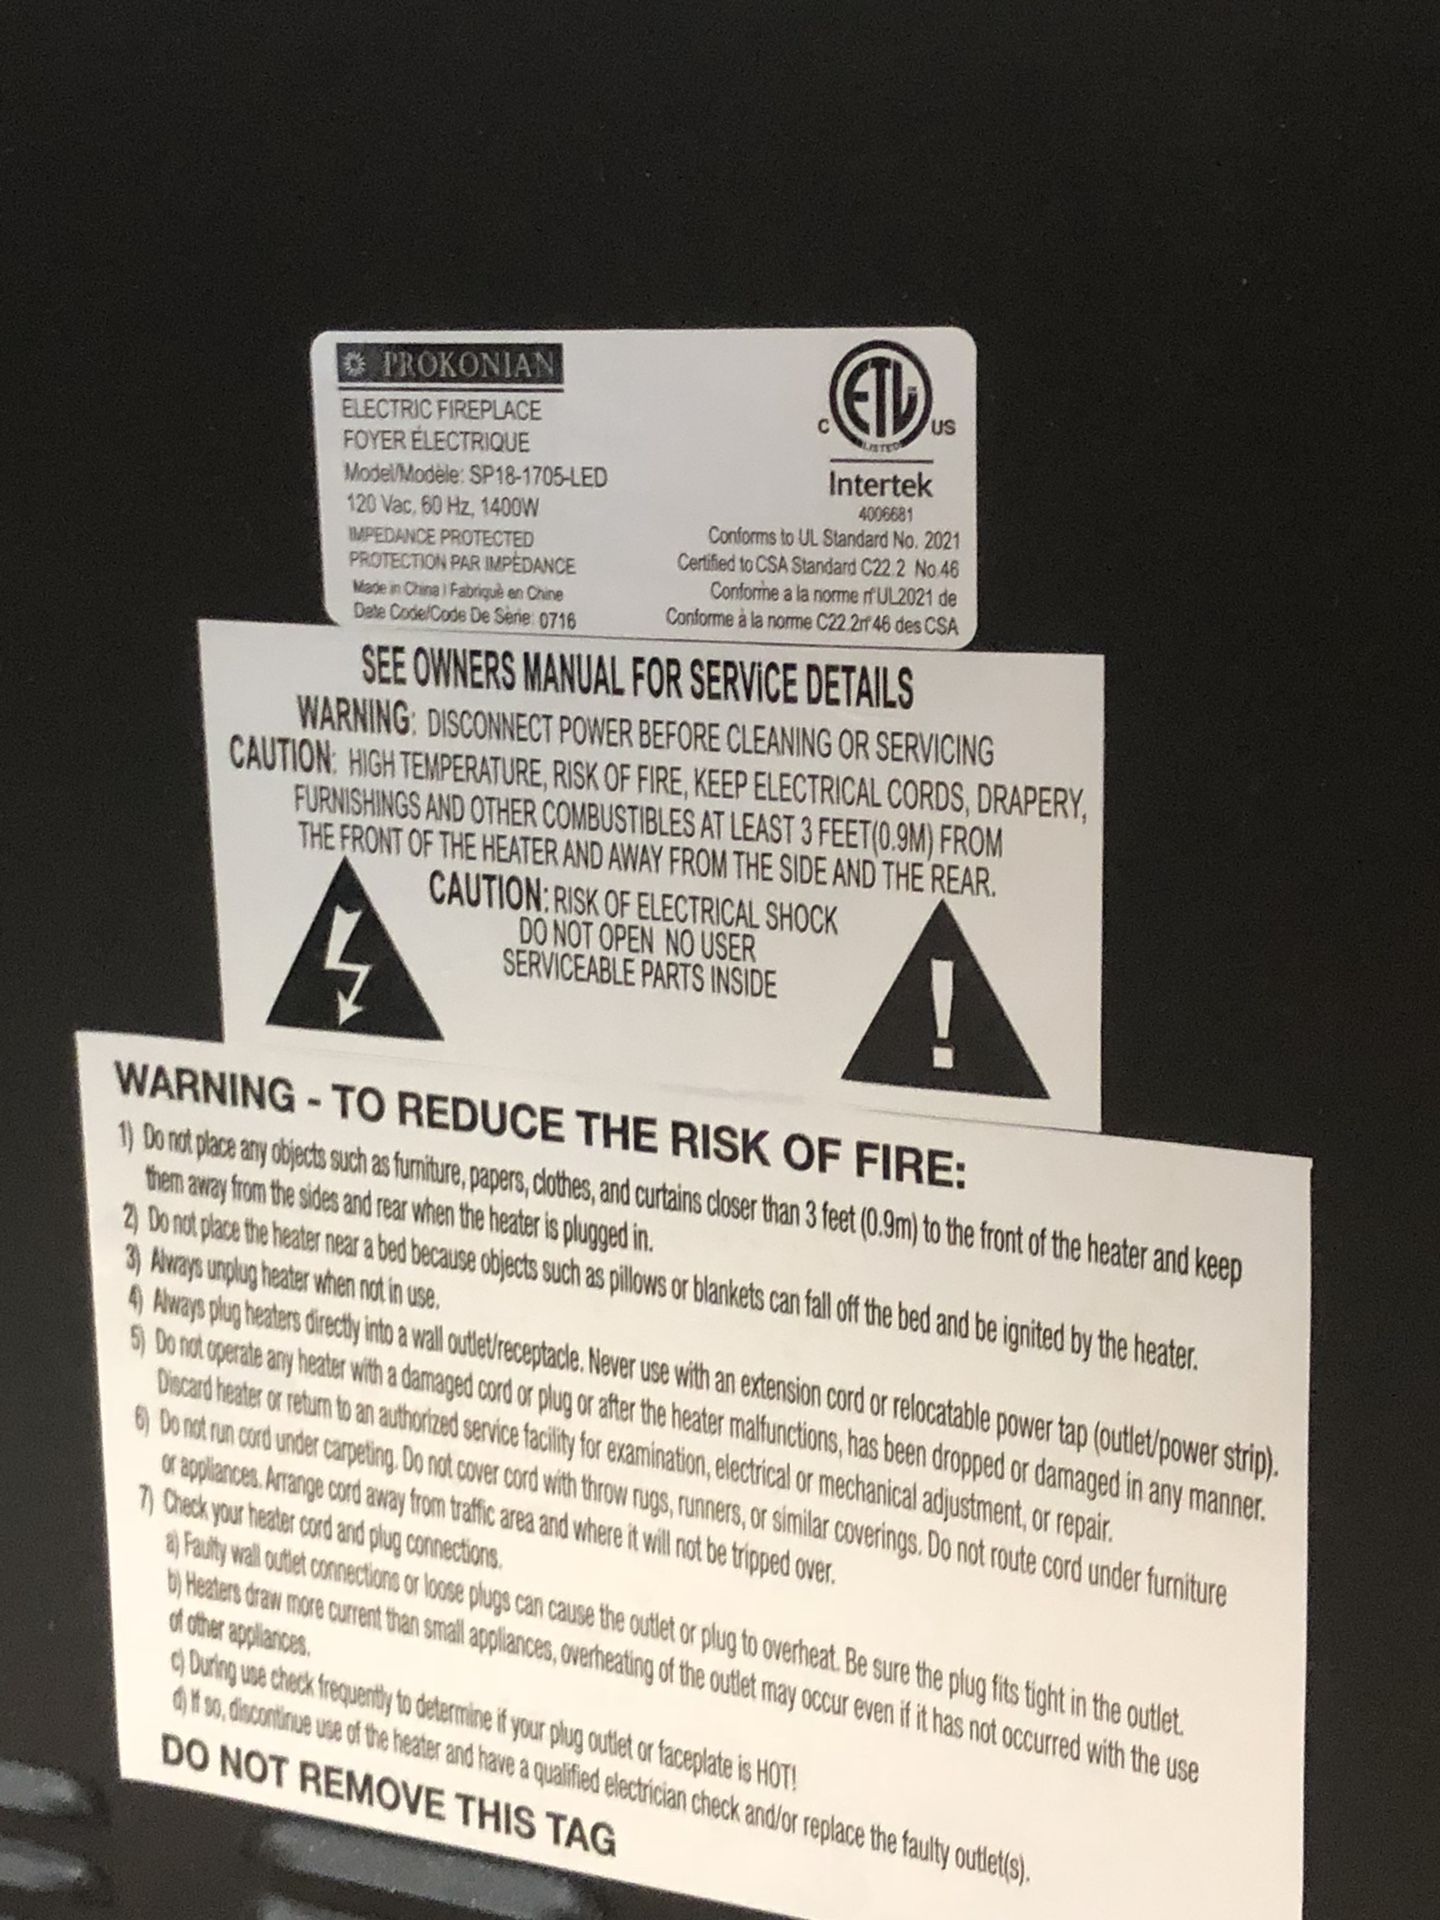 PROKONIAN
ELECTRIC FIREPLACE
FOYER ÉLECTRIQUE
Model/Modèle: SP18-1705-LED
120 Vac, 60 Hz, 1400W
IMPEDANCE PROTECTED
PROTECTION PAR IMPÈDANCE
Made in China / Fabriquè en Chine
Date Code/Code De Sèrie: 0716
C ETL US
LISTED
Intertek
4006681
Conforms to UL Standard No. 2021
Certified to CSA Standard C22.2 No.46
Conforme a la norme n°UL2021 de
Conforme à la norme C22.2n°46 des CSA
SEE OWNERS MANUAL FOR SERViCE DETAILS
WARNING: DISCONNECT POWER BEFORE CLEANING OR SERVICING
CAUTION: HIGH TEMPERATURE, RISK OF FIRE, KEEP ELECTRICAL CORDS, DRAPERY,
FURNISHINGS AND OTHER COMBUSTIBLES AT LEAST 3 FEET(0.9M) FROM
THE FRONT OF THE HEATER AND AWAY FROM THE SIDE AND THE REAR.
CAUTION: RISK OF ELECTRICAL SHOCK
DO NOT OPEN NO USER
SERVICEABLE PARTS INSIDE
!
WARNING - TO REDUCE THE RISK OF FIRE:
1) Do not place any objects such as furniture, papers, clothes, and curtains closer than 3 feet (0.9m) to the front of the heater and keep
them away from the sides and rear when the heater is plugged in.
2) Do not place the heater near a bed because objects such as pillows or blankets can fall off the bed and be ignited by the heater.
3) Always unplug heater when not in use.
4) Always plug heaters directly into a wall outlet/receptacle. Never use with an extension cord or relocatable power tap (outlet/power strip).
5) Do not operate any heater with a damaged cord or plug or after the heater malfunctions, has been dropped or damaged in any manner.
Discard heater or return to an authorized service facility for examination, electrical or mechanical adjustment, or repair.
6) Do not run cord under carpeting. Do not cover cord with throw rugs, runners, or similar coverings. Do not route cord under furniture
or appliances. Arrange cord away from traffic area and where it will not be tripped over.
7) Check your heater cord and plug connections.
a) Faulty wall outlet connections or loose plugs can cause the outlet or plug to overheat. Be sure the plug fits tight in the outlet.
b) Heaters draw more current than small appliances, overheating of the outlet may occur even if it has not occurred with the use
of other appliances.
c) During use check frequently to determine if your plug outlet or faceplate is HOT!
d) If so, discontinue use of the heater and have a qualified electrician check and/or replace the faulty outlet(s).
DO NOT REMOVE THIS TAG